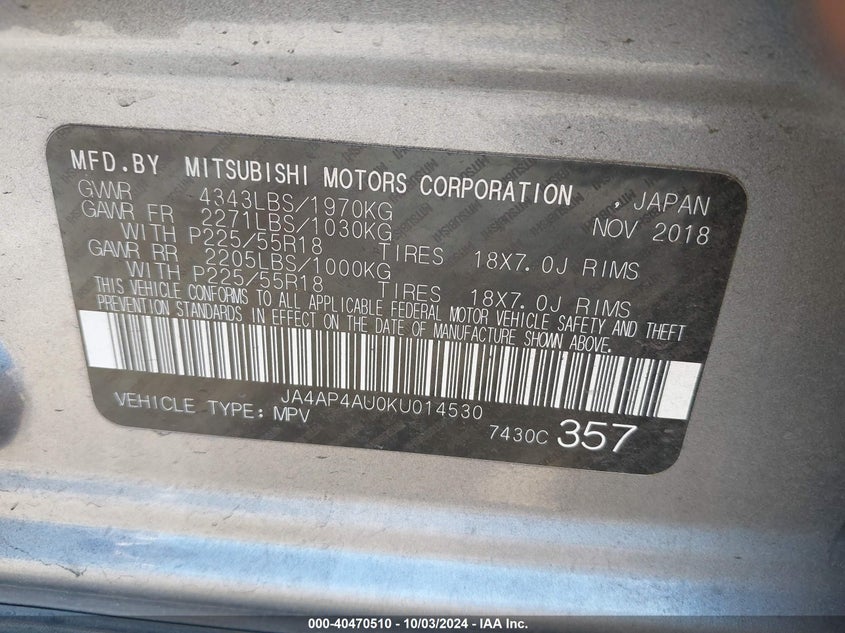 MFD.BY MITSUBISHI MOTORS CORPORATION , JAPAN
GVWR 4343LBS/1970KG NOV 2018
GAWR FR 2271LBS/1030KG
WITH P225/55R18 TIRES 18X7.0J RIMS
GAWR RR 2205LBS/1000KG
WITH P225/55R18 TIRES 18X7.0J RIMS
THIS VEHICLE CONFORMS TO ALL APPLICABLE FEDERAL MOTOR VEHICLE SAFETY AND THEFT
PREVENTION STANDARDS IN EFFECT ON THE DATE OF MANUFACTURE SHOWN ABOVE.
JA4AP4AU0KU014530
VEHICLE TYPE: MPV
7430C 357
000-40470510 / 10/03/2024 - IAA Inc.